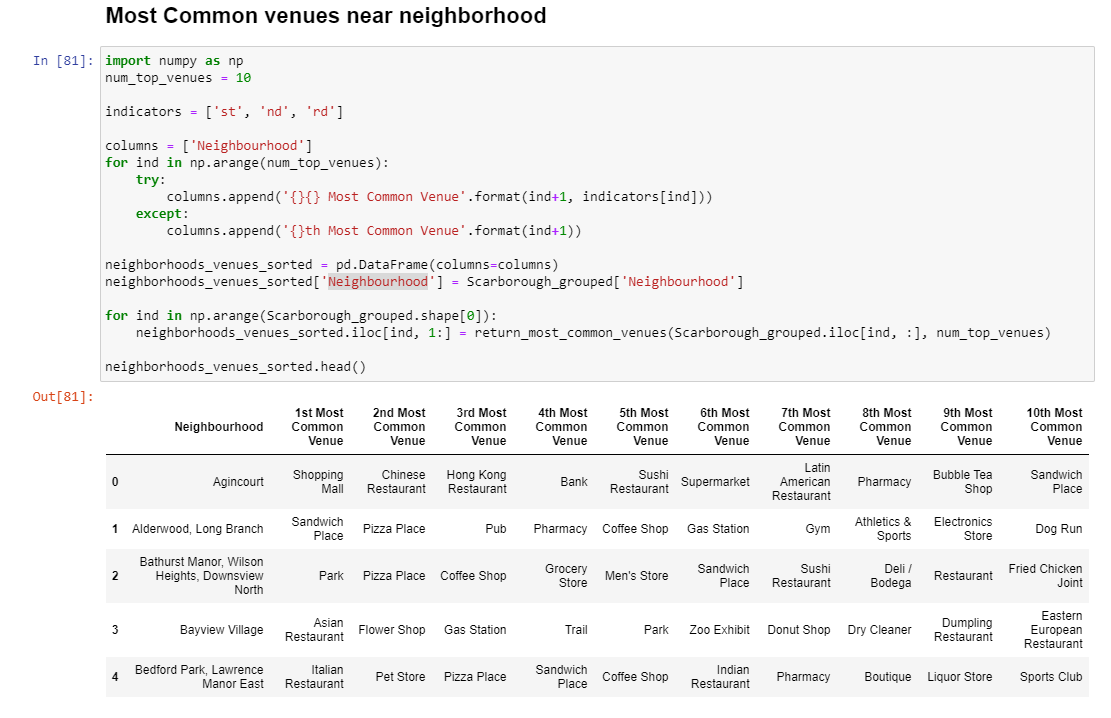 Most Common venues near neighborhood
In [81]: import numpy as np
num_top_venues = 10
indicators = ['st', 'nd', 'rd']
columns = ['Neighbourhood']
for ind in np.arange(num_top_venues):
    try:
        columns.append('{}{} Most Common Venue'.format(ind+1, indicators[ind]))
    except:
        columns.append('{}th Most Common Venue'.format(ind+1))
neighborhoods_venues_sorted = pd.DataFrame(columns=columns)
neighborhoods_venues_sorted['Neighbourhood'] = Scarborough_grouped['Neighbourhood']
for ind in np.arange(Scarborough_grouped.shape[0]):
    neighborhoods_venues_sorted.iloc[ind, 1:] = return_most_common_venues(Scarborough_grouped.iloc[ind, :], num_top_venues)
neighborhoods_venues_sorted.head()
Out[81]:
Neighbourhood 1st Most Common Venue 2nd Most Common Venue 3rd Most Common Venue 4th Most Common Venue 5th Most Common Venue 6th Most Common Venue 7th Most Common Venue 8th Most Common Venue 9th Most Common Venue 10th Most Common Venue
0 Agincourt Shopping Mall Chinese Restaurant Hong Kong Restaurant Bank Sushi Restaurant Supermarket Latin American Restaurant Pharmacy Bubble Tea Shop Sandwich Place
1 Alderwood, Long Branch Sandwich Place Pizza Place Pub Pharmacy Coffee Shop Gas Station Gym Athletics & Sports Electronics Store Dog Run
2 Bathurst Manor, Wilson Heights, Downsview North Park Pizza Place Coffee Shop Grocery Store Men's Store Sandwich Place Sushi Restaurant Deli / Bodega Restaurant Fried Chicken Joint
3 Bayview Village Asian Restaurant Flower Shop Gas Station Trail Park Zoo Exhibit Donut Shop Dry Cleaner Dumpling Restaurant Eastern European Restaurant
4 Bedford Park, Lawrence Manor East Italian Restaurant Pet Store Pizza Place Sandwich Place Coffee Shop Indian Restaurant Pharmacy Boutique Liquor Store Sports Club